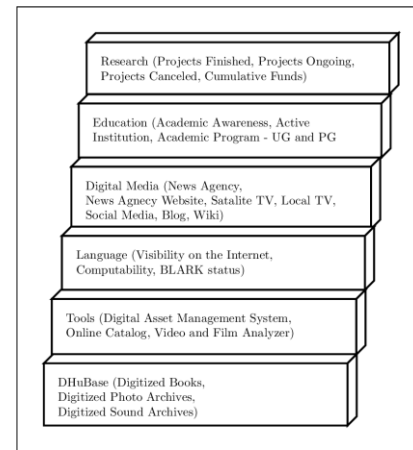 Research (Projects Finished, Projects Ongoing,
Projects Canceled, Cumulative Funds)
Education (Academic Awareness, Active
Institution, Academic Program - UG and PG
Digital Media (News Agency,
News Agnecy Website, Satalite TV, Local TV,
Social Media, Blog, Wiki)
Language (Visibility on the Internet,
Computability, BLARK status)
Tools (Digital Asset Management System,
Online Catalog, Video and Film Analyzer)
DHuBase (Digitized Books,
Digitized Photo Archives,
Digitized Sound Archives)